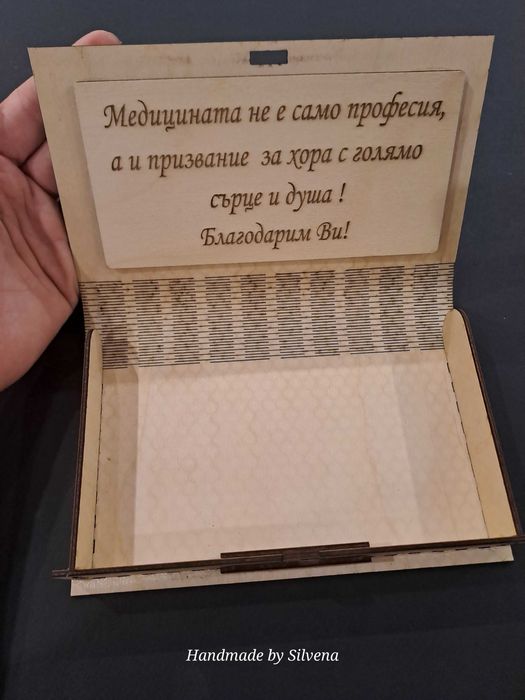 Медицината не е само професия,
а и призвание за хора с голямо
сърце и душа !
Благодарим Ви!
Handmade by Silvena